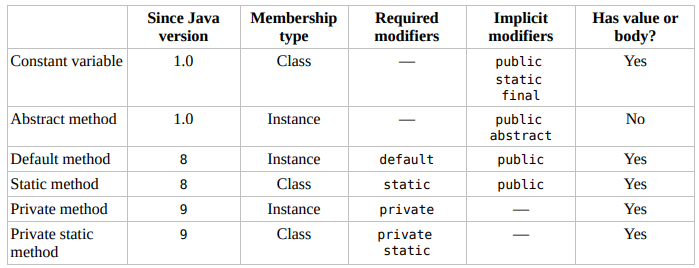 Since Java version Membership type Required modifiers Implicit modifiers Has value or body?
Constant variable 1.0 Class — public static final Yes
Abstract method 1.0 Instance — public abstract No
Default method 8 Instance default public Yes
Static method 8 Class static public Yes
Private method 9 Instance private — Yes
Private static method 9 Class private static — Yes